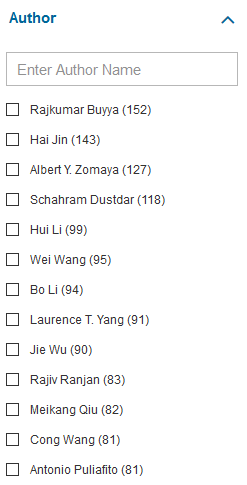 Author
Enter Author Name
Rajkumar Buyya (152)
Hai Jin (143)
Albert Y. Zomaya (127)
Schahram Dustdar (118)
Hui Li (99)
Wei Wang (95)
Bo Li (94)
Laurence T. Yang (91)
Jie Wu (90)
Rajiv Ranjan (83)
Meikang Qiu (82)
Cong Wang (81)
Antonio Puliafito (81)